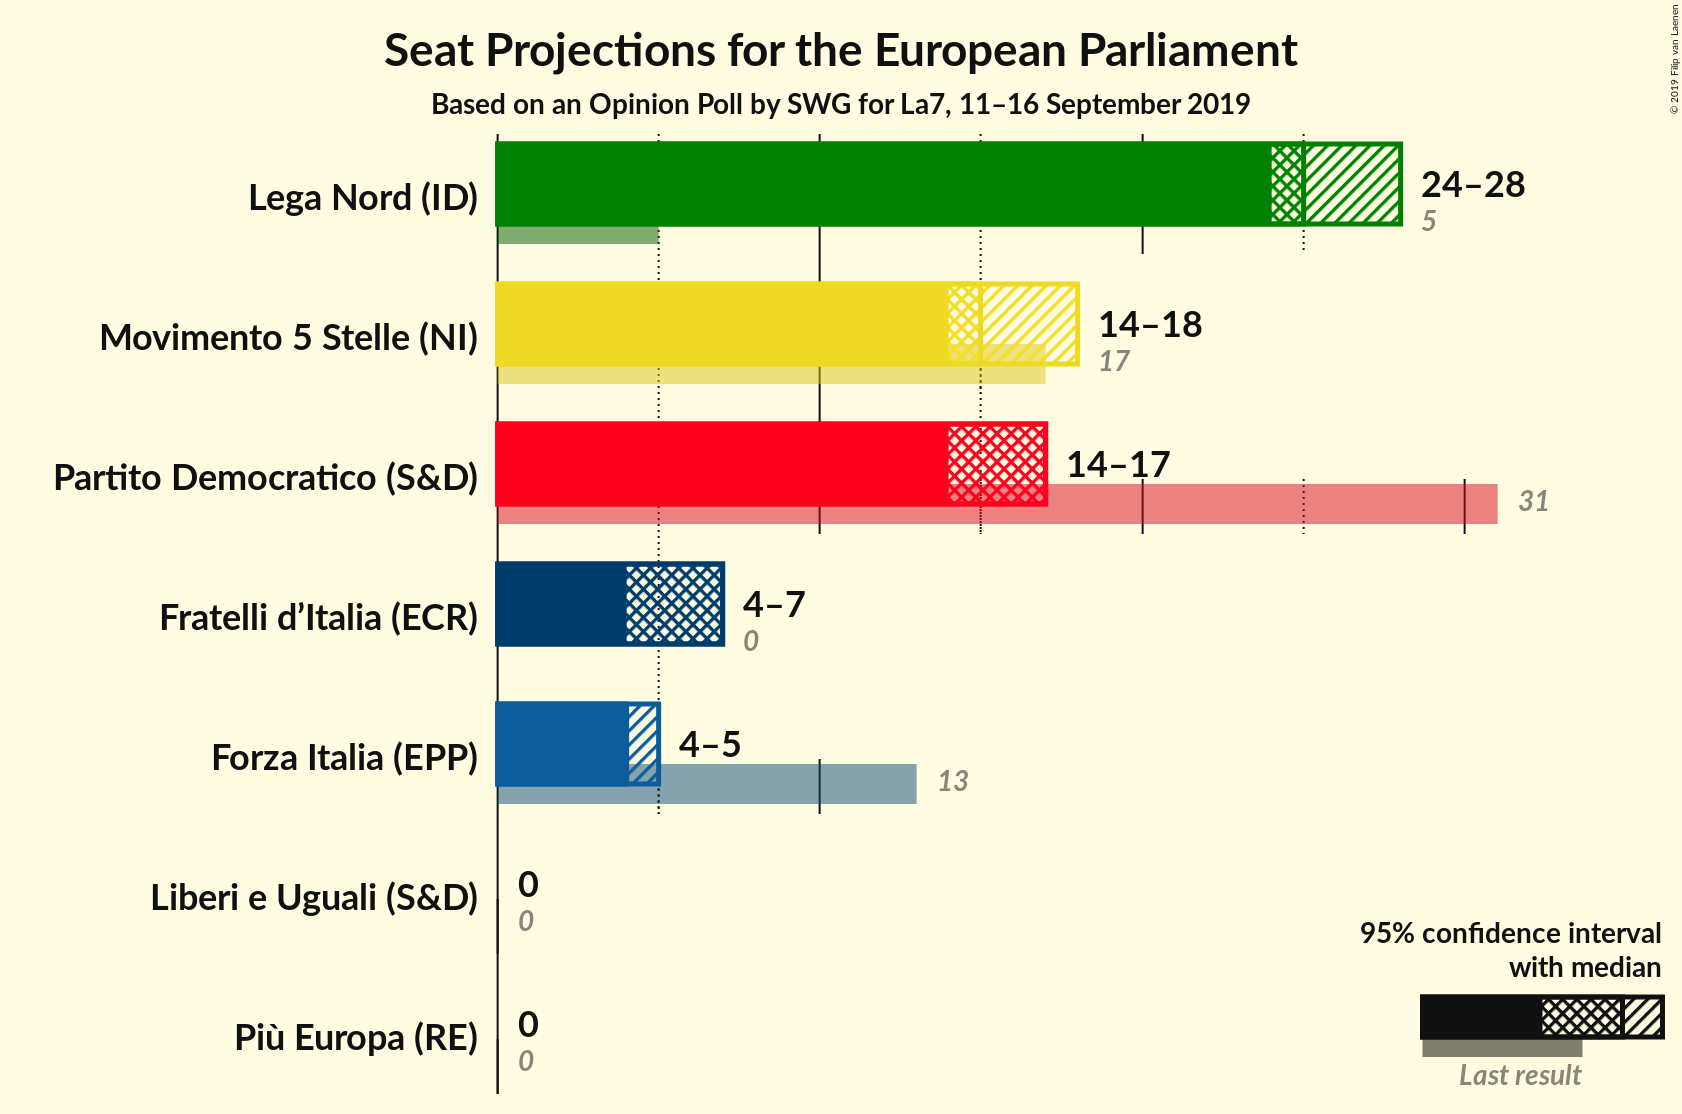 Seat Projections for the European Parliament
Based on an Opinion Poll by SWG for La7, 11–16 September 2019
© 2019 Filip van Laenen
Lega Nord (ID)
24–28
5
Movimento 5 Stelle (NI)
14–18
17
Partito Democratico (S&D)
14–17
31
Fratelli d’Italia (ECR)
4–7
0
Forza Italia (EPP)
4–5
13
Liberi e Uguali (S&D)
0
0
Più Europa (RE)
0
0
95% confidence interval
with median
Last result